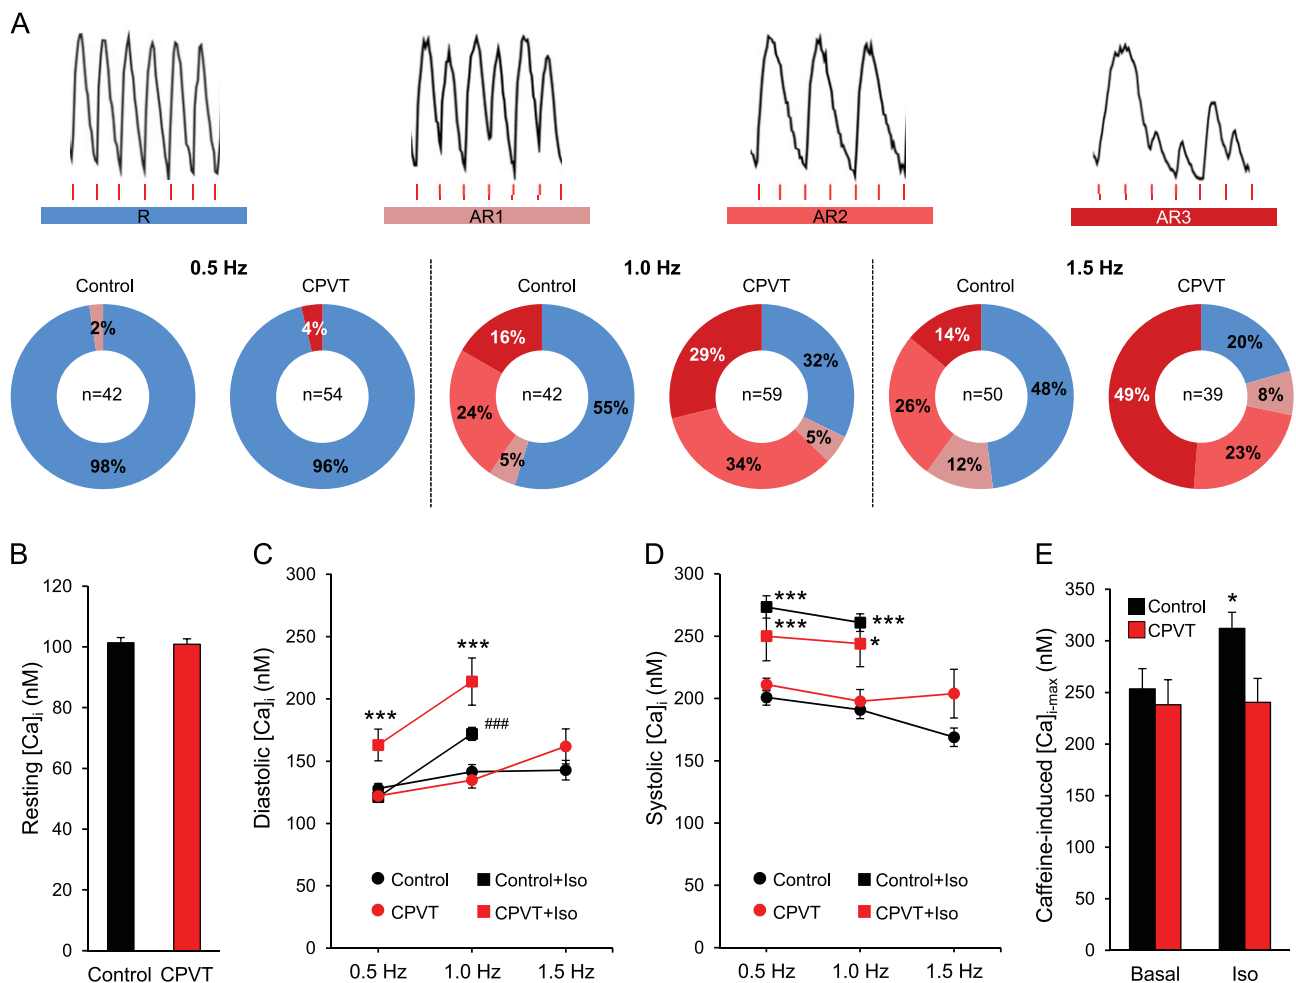 A
R
AR1
AR2
AR3
0.5 Hz
1.0 Hz
1.5 Hz
Control
CPVT
Control
CPVT
Control
CPVT
2%
n=42
98%
4%
n=54
96%
16%
24%
n=42
55%
5%
29%
32%
n=59
5%
34%
14%
26%
n=50
48%
12%
20%
49%
n=39
8%
23%
B
Resting [Ca]i (nM)
120
100
80
60
40
20
0
Control CPVT
C
Diastolic [Ca]i (nM)
300
250
200
150
100
50
0
***
***
###
Control
Control+Iso
CPVT
CPVT+Iso
0.5 Hz
1.0 Hz
1.5 Hz
D
Systolic [Ca]i (nM)
300
250
200
150
100
50
0
***
***
***
*
Control
Control+Iso
CPVT
CPVT+Iso
0.5 Hz
1.0 Hz
1.5 Hz
E
Caffeine-induced [Ca]i-max (nM)
350
300
250
200
150
100
50
0
Control
CPVT
*
Basal
Iso